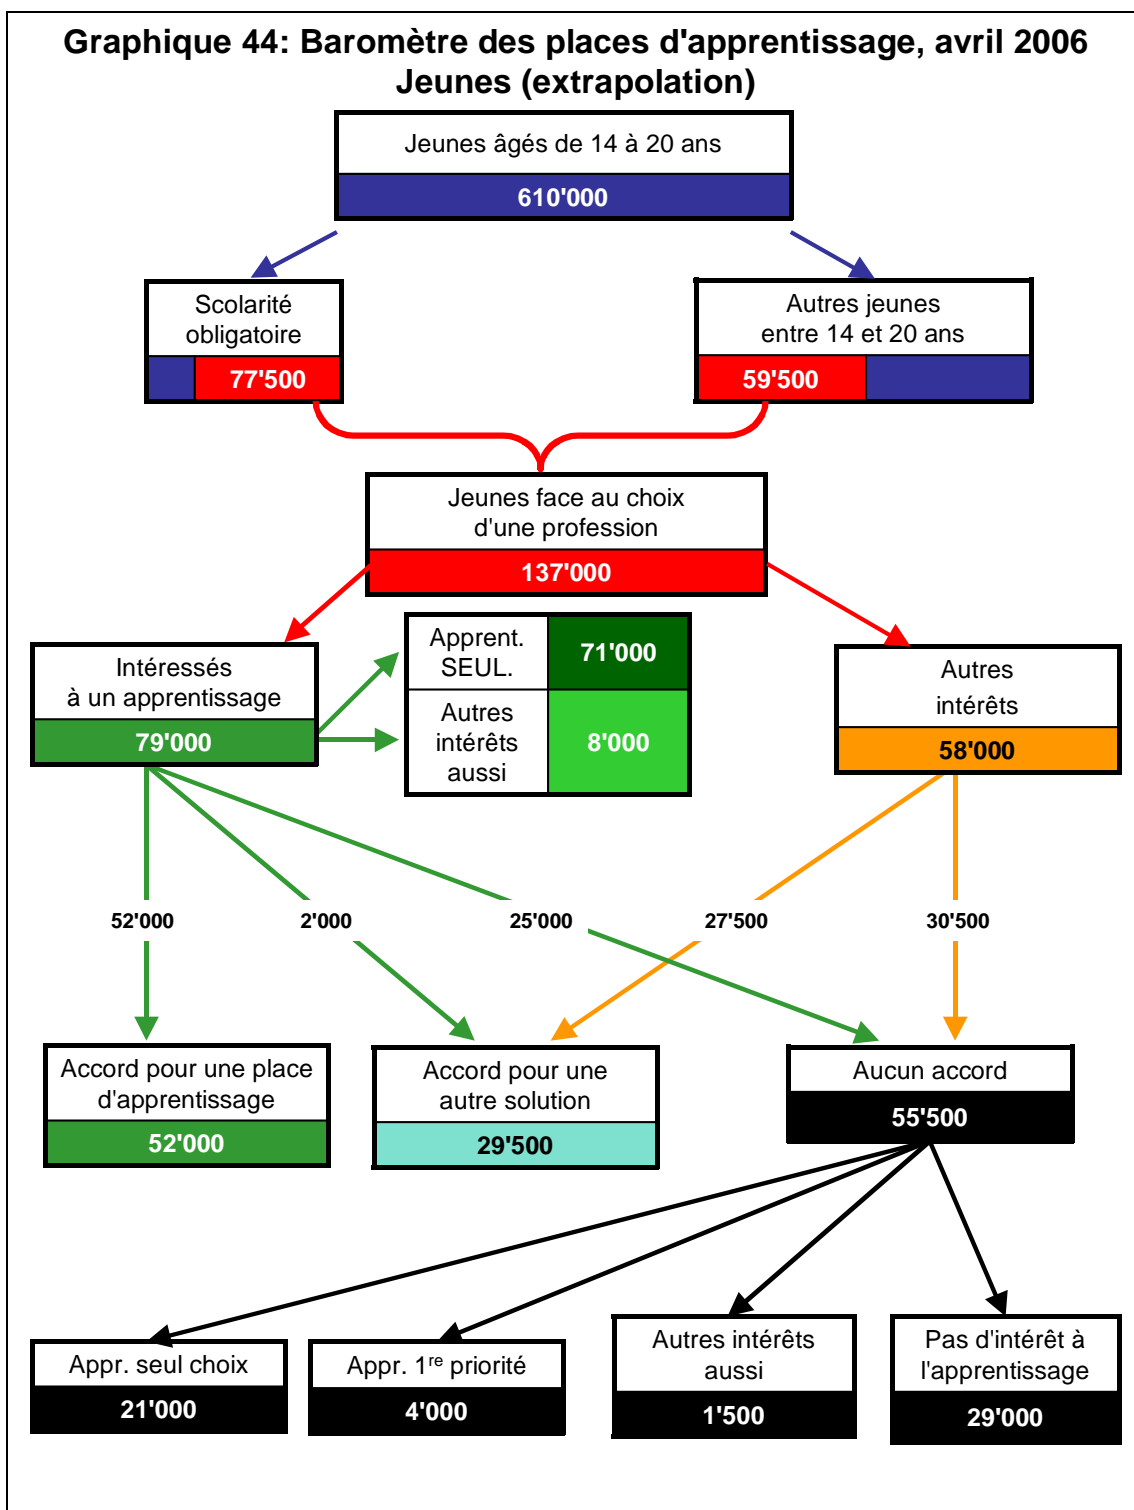 Graphique 44: Baromètre des places d'apprentissage, avril 2006
Jeunes (extrapolation)
Jeunes âgés de 14 à 20 ans
610'000
Scolarité
obligatoire
77'500
Autres jeunes
entre 14 et 20 ans
59'500
Jeunes face au choix
d'une profession
137'000
Intéressés
à un apprentissage
79'000
Apprent.
SEUL.
71'000
Autres
intérêts
aussi
8'000
Autres
intérêts
58'000
52'000
2'000
25'000
27'500
30'500
Accord pour une place
d'apprentissage
52'000
Accord pour une
autre solution
29'500
Aucun accord
55'500
Appr. seul choix
21'000
Appr. 1re priorité
4'000
Autres intérêts
aussi
1'500
Pas d'intérêt à
l'apprentissage
29'000